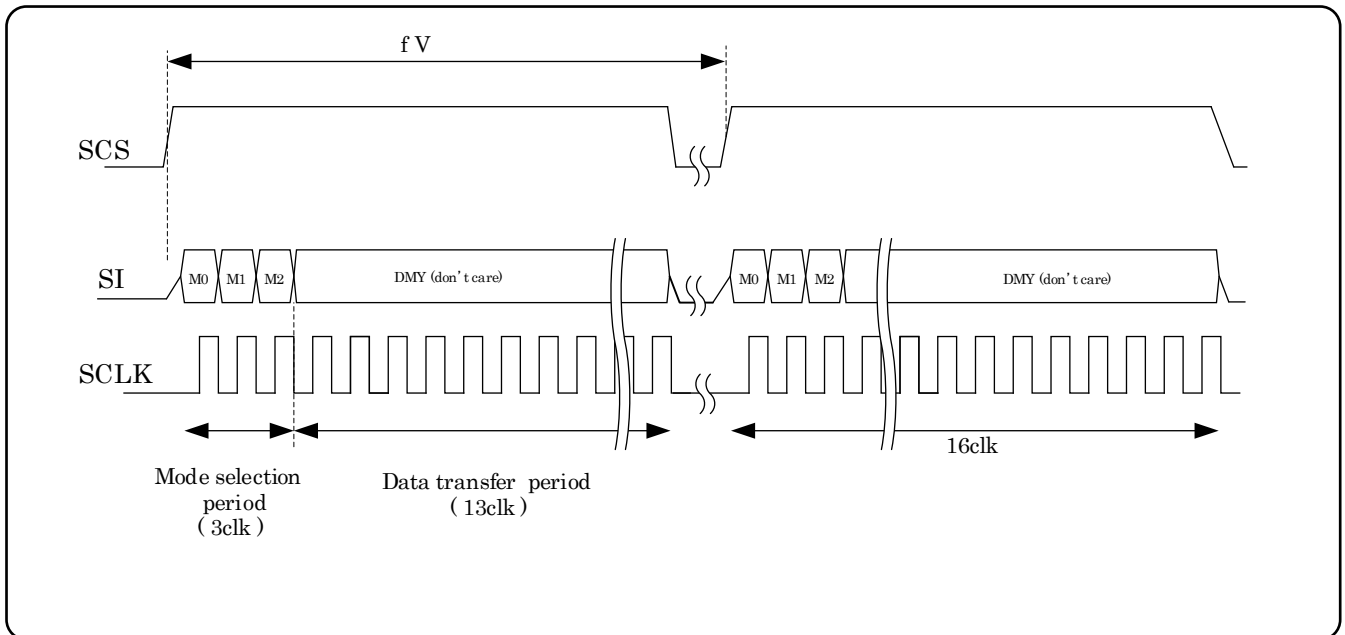 f V
SCS
SI
M0 M1 M2 DMY (don't care) M0 M1 M2 DMY (don't care)
SCLK
16clk
Mode selection
period
( 3clk )
Data transfer period
( 13clk )